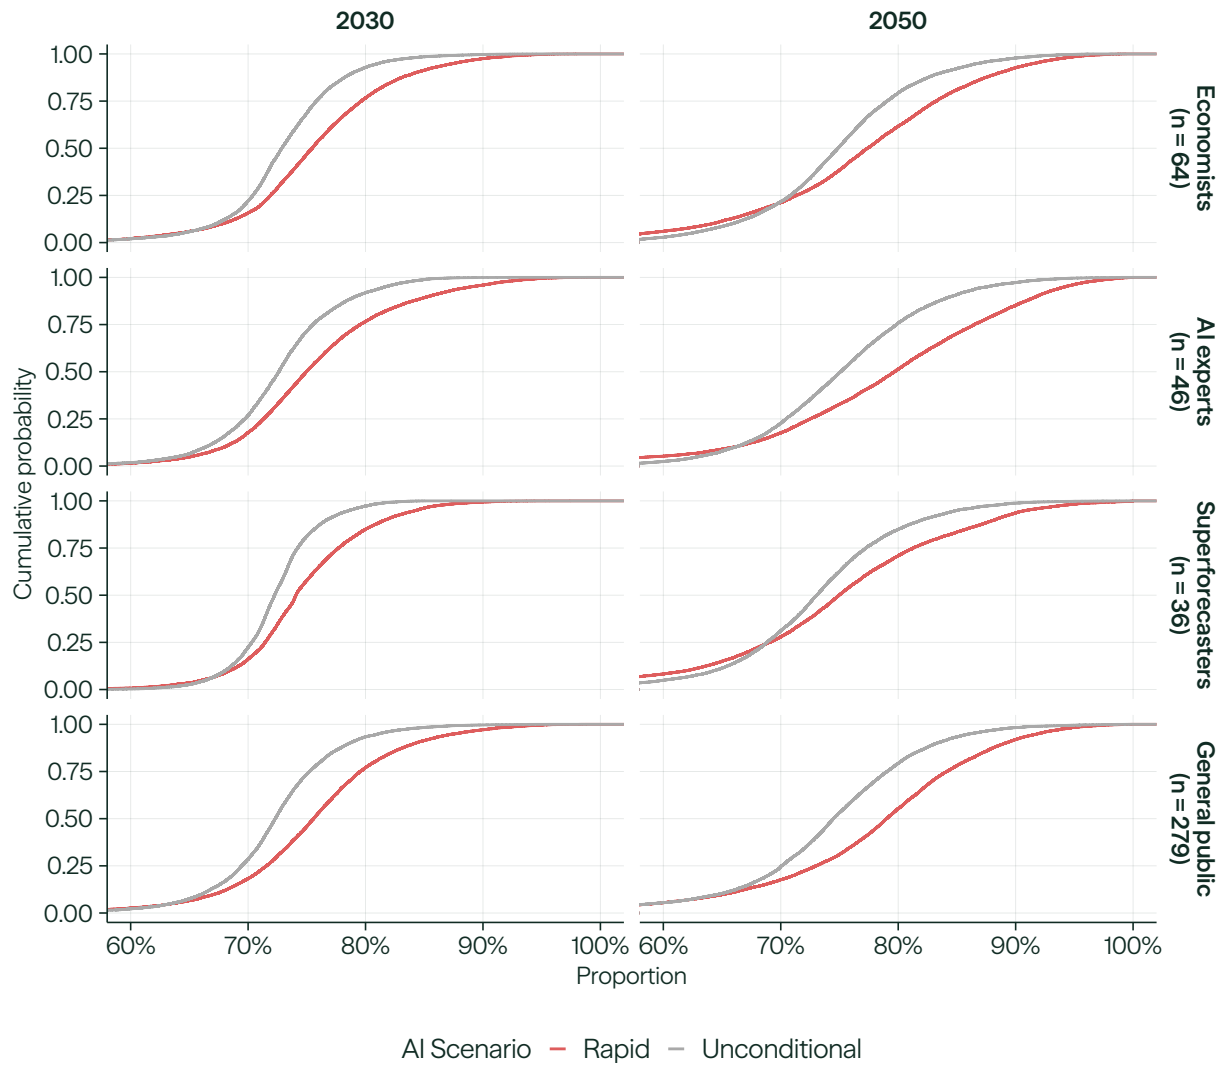 2030
2050
1.00
0.75
0.50
0.25
0.00
Economists
(n = 64)
1.00
0.75
0.50
0.25
0.00
AI experts
(n = 46)
Cumulative probability
1.00
0.75
0.50
0.25
0.00
Superforecasters
(n = 36)
1.00
0.75
0.50
0.25
0.00
General public
(n = 279)
60% 70% 80% 90% 100%
60% 70% 80% 90% 100%
Proportion
AI Scenario Rapid Unconditional